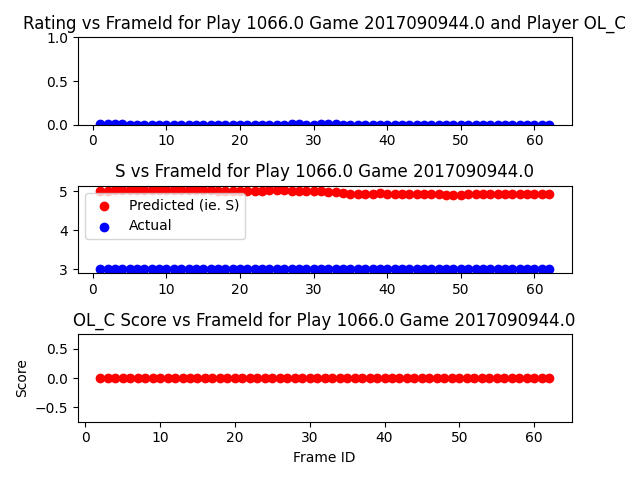 Rating vs FrameId for Play 1066.0 Game 2017090944.0 and Player OL_C
1.0
0.5
0.0
0 10 20 30 40 50 60
S vs FrameId for Play 1066.0 Game 2017090944.0
5
4
3
Predicted (ie. S)
Actual
0 10 20 30 40 50 60
OL_C Score vs FrameId for Play 1066.0 Game 2017090944.0
Score
0.5
0.0
−0.5
0 10 20 30 40 50 60
Frame ID